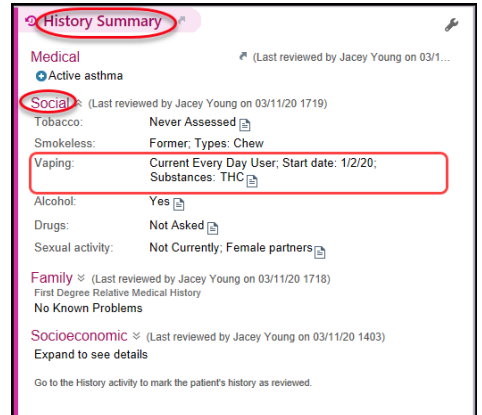 History Summary
Medical (Last reviewed by Jacey Young on 03/1...
Active asthma
Social (Last reviewed by Jacey Young on 03/11/20 1719)
Tobacco: Never Assessed
Smokeless: Former; Types: Chew
Vaping: Current Every Day User; Start date: 1/2/20;
Substances: THC
Alcohol: Yes
Drugs: Not Asked
Sexual activity: Not Currently; Female partners
Family (Last reviewed by Jacey Young on 03/11/20 1718)
First Degree Relative Medical History
No Known Problems
Socioeconomic (Last reviewed by Jacey Young on 03/11/20 1403)
Expand to see details
Go to the History activity to mark the patient's history as reviewed.